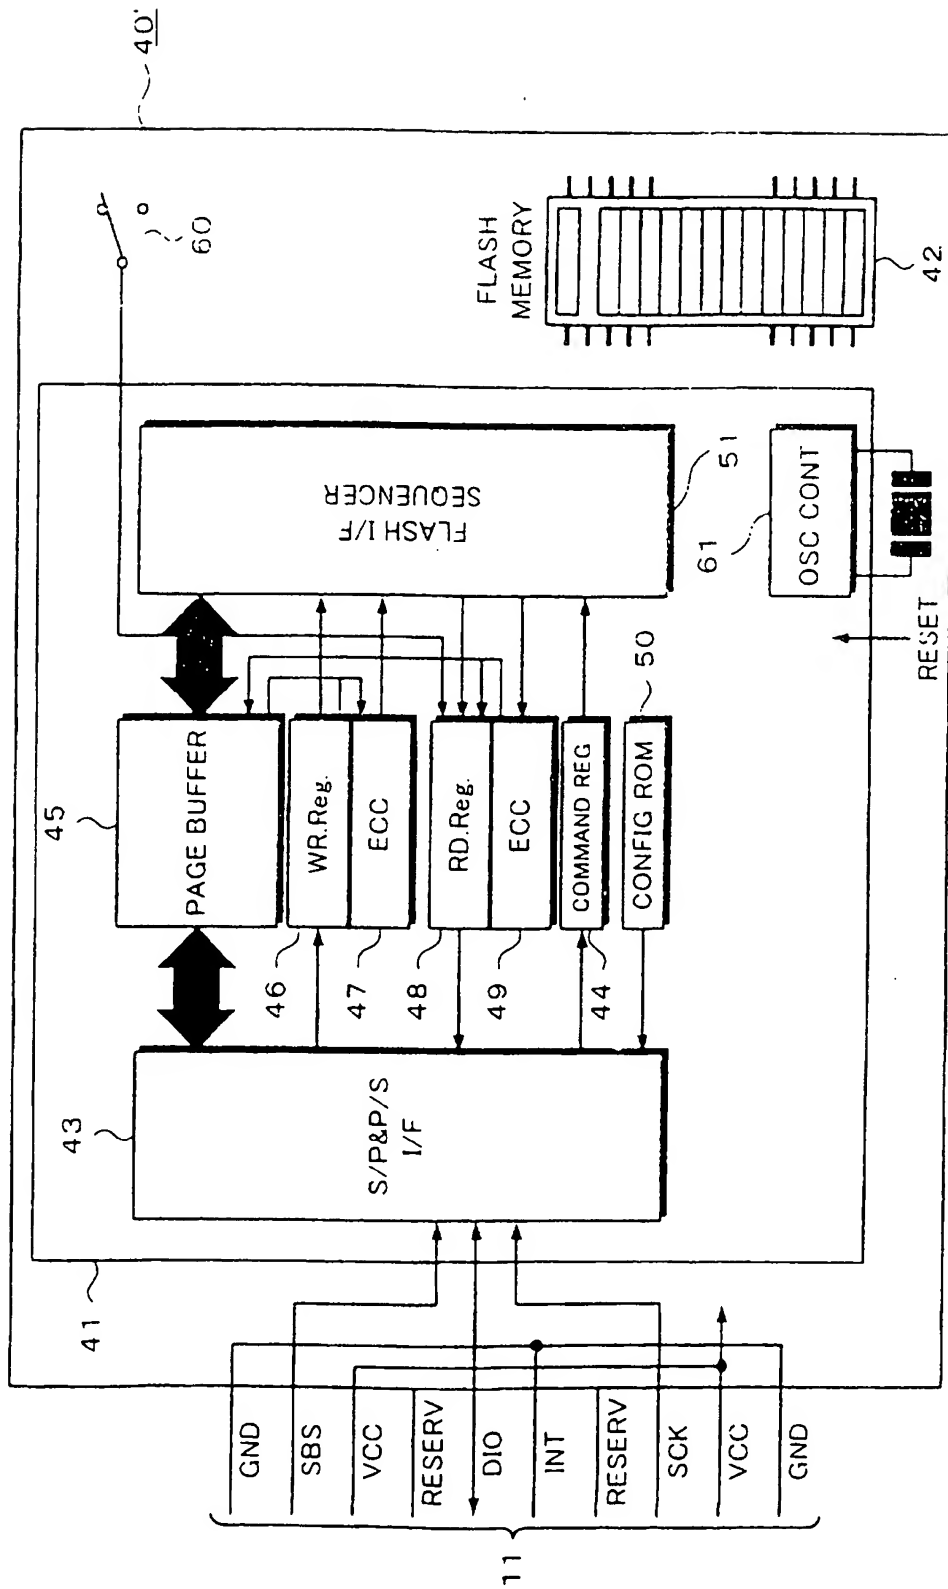 40'
60
FLASH
MEMORY
42
41
43
S/P&P/S
I/F
45
PAGE BUFFER
46
WR.Reg.
47
ECC
48
RD.Reg.
49
ECC
44
COMMAND REG
50
CONFIG ROM
FLASH I/F
SEQUENCER
51
61
OSC CONT
RESET
11
GND
SBS
VCC
RESERV
DIO
INT
RESERV
SCK
VCC
GND